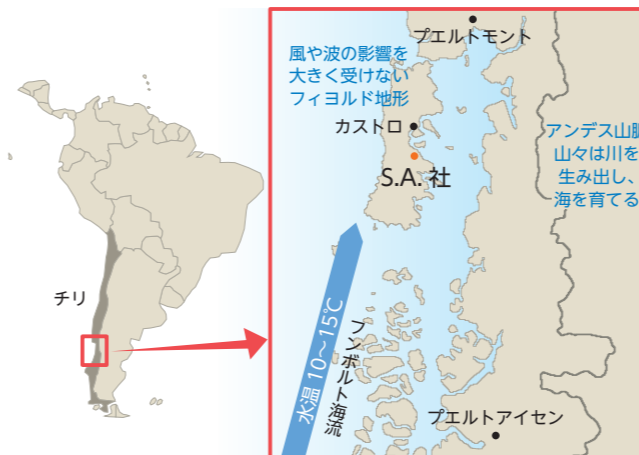 プエルトモント
風や波の影響を
大きく受けない
フィヨルド地形
カストロ
アンデス山脈
山々は川を
生み出し、
海を育てる
S.A. 社
チリ
水温 10〜15℃
フンボルト海流
プエルトアイセン